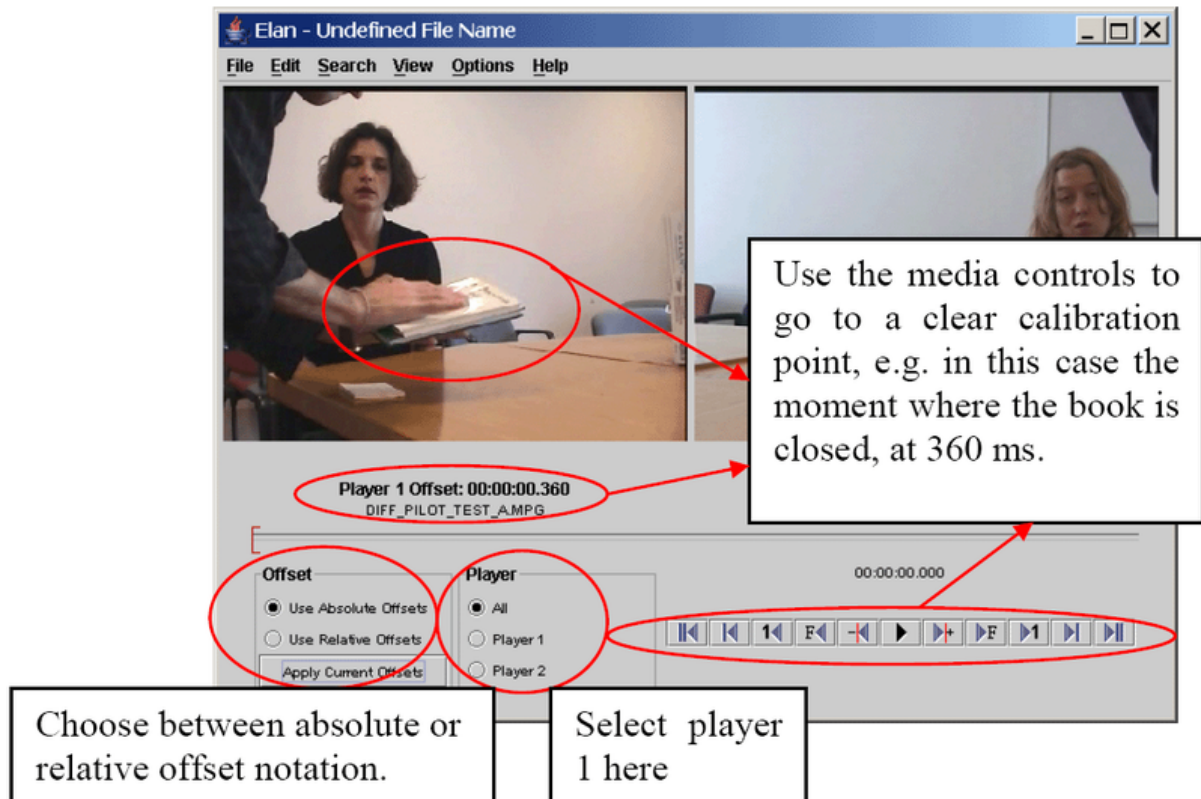 Elan - Undefined File Name
File Edit Search View Options Help
Use the media controls to
go to a clear calibration
point, e.g. in this case the
moment where the book is
closed, at 360 ms.
Player 1 Offset: 00:00:00.360
DIFF_PILOT_TEST_A.MPG
Offset
Use Absolute Offsets
Use Relative Offsets
Apply Current Offsets
Player
All
Player 1
Player 2
00:00:00.000
1 F - + F 1
Choose between absolute or
relative offset notation.
Select player
1 here